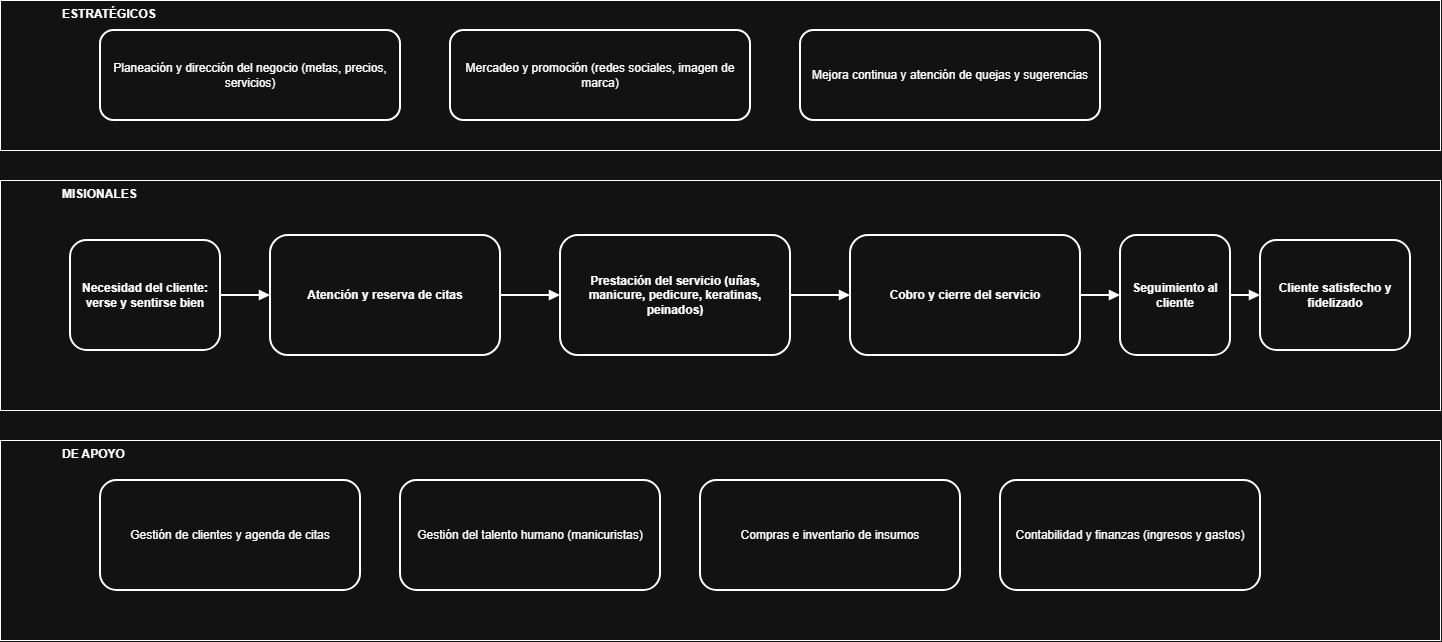 ESTRATÉGICOS
Planeación y dirección del negocio (metas, precios,
servicios)
Mercadeo y promoción (redes sociales, imagen de
marca)
Mejora continua y atención de quejas y sugerencias
MISIONALES
Necesidad del cliente:
verse y sentirse bien
Atención y reserva de citas
Prestación del servicio (uñas,
manicure, pedicure, keratinas,
peinados)
Cobro y cierre del servicio
Seguimiento al
cliente
Cliente satisfecho y
fidelizado
DE APOYO
Gestión de clientes y agenda de citas
Gestión del talento humano (manicuristas)
Compras e inventario de insumos
Contabilidad y finanzas (ingresos y gastos)